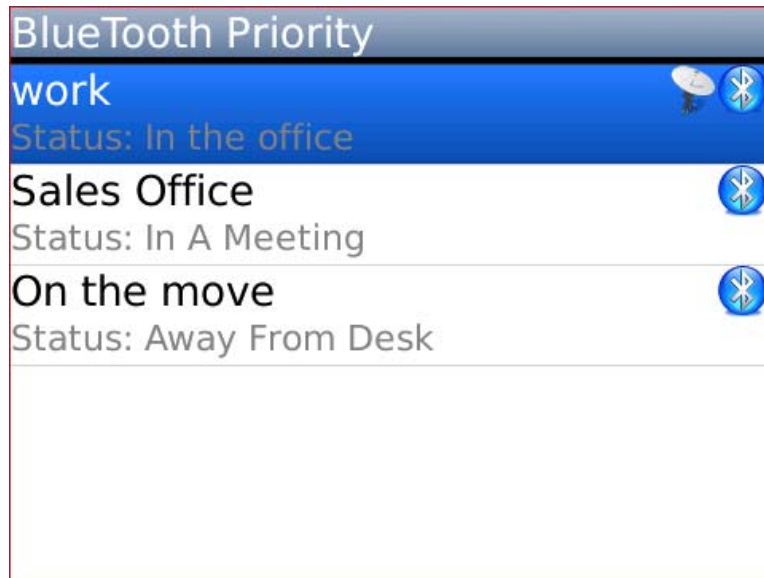 BlueTooth Priority
work
Status: In the office
Sales Office
Status: In A Meeting
On the move
Status: Away From Desk